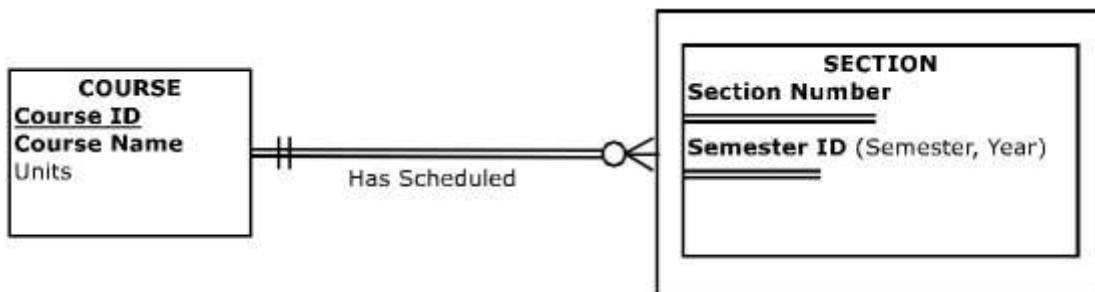 COURSE
Course ID
Course Name
Units
Has Scheduled
SECTION
Section Number
Semester ID (Semester, Year)